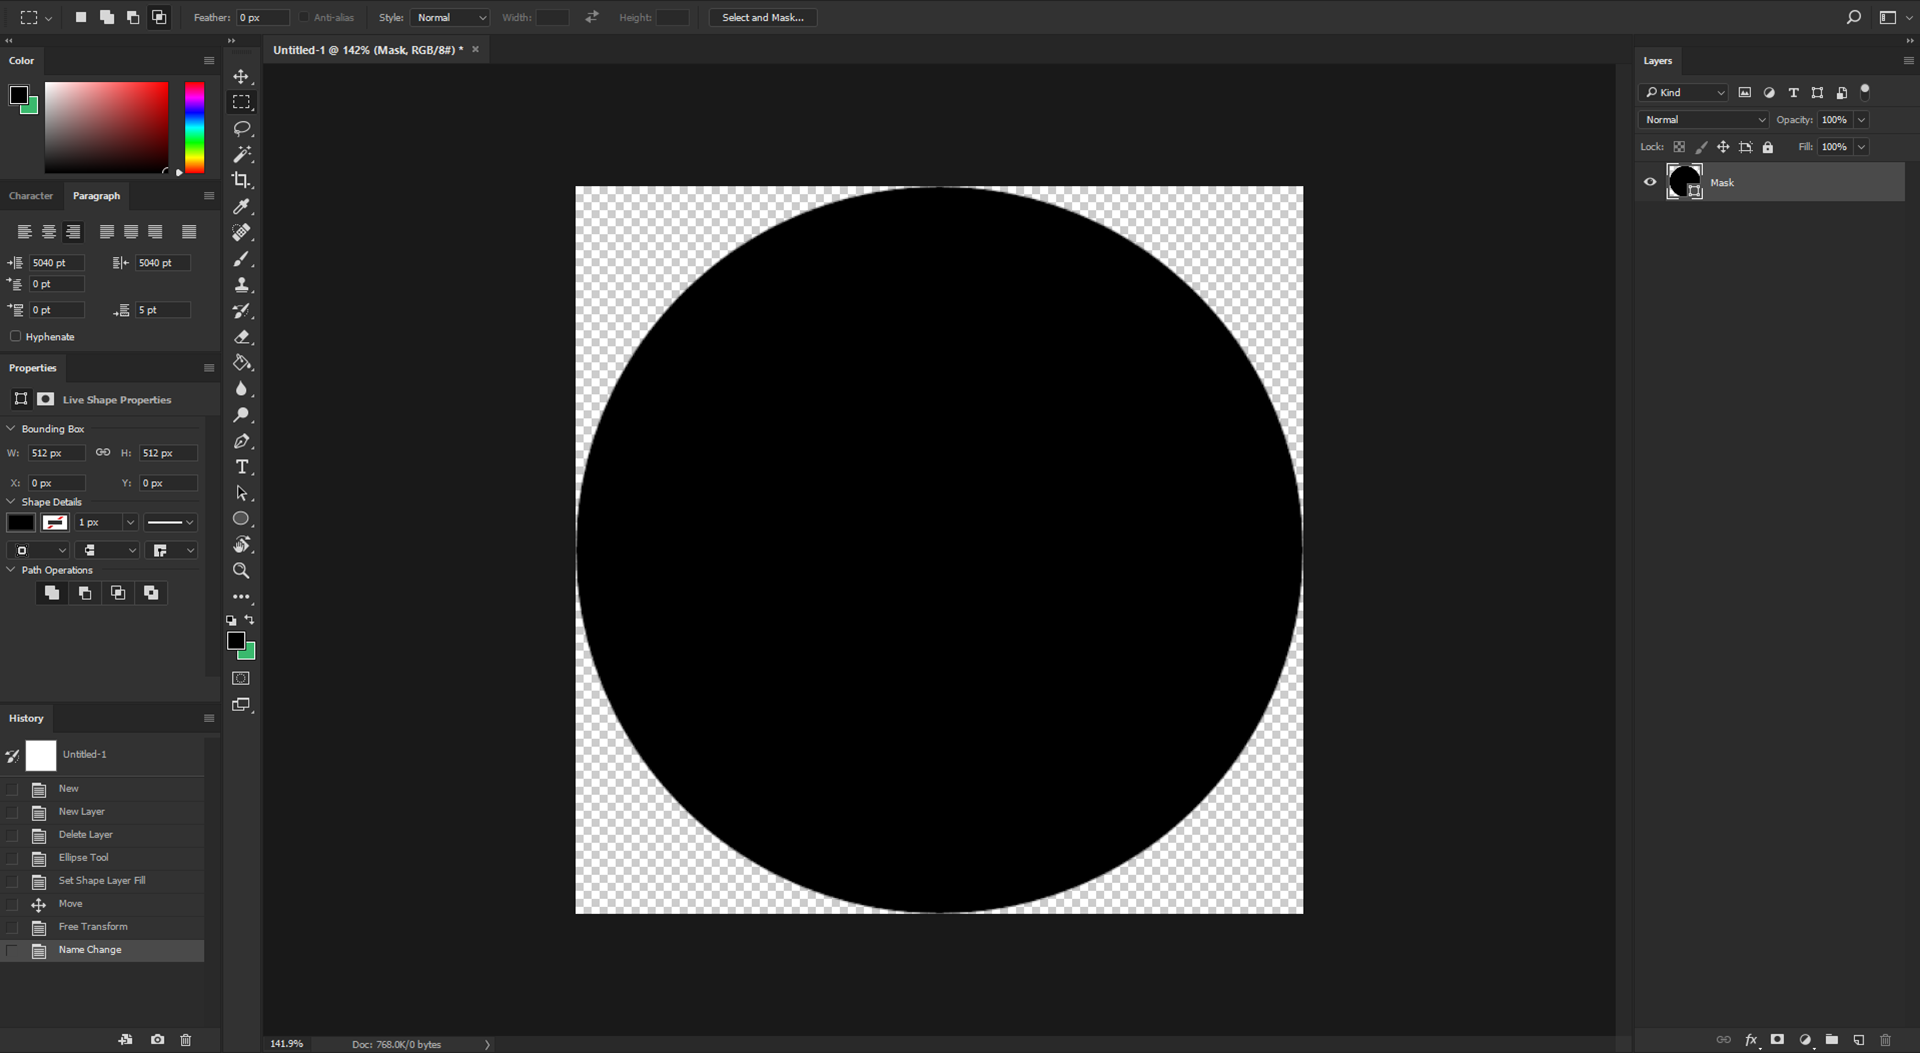 Feather: 0 px Anti-alias Style: Normal Width: Height: Select and Mask...
Untitled-1 @ 142% (Mask, RGB/8#) *
Color
Character Paragraph
5040 pt 5040 pt
0 pt
0 pt 5 pt
Hyphenate
Properties
Live Shape Properties
Bounding Box
W: 512 px H: 512 px
X: 0 px Y: 0 px
Shape Details
1 px
Path Operations
History
Untitled-1
New
New Layer
Delete Layer
Ellipse Tool
Set Shape Layer Fill
Move
Free Transform
Name Change
141.9% Doc: 768.0K/0 bytes
Layers
Kind
Normal Opacity: 100%
Lock: Fill: 100%
Mask